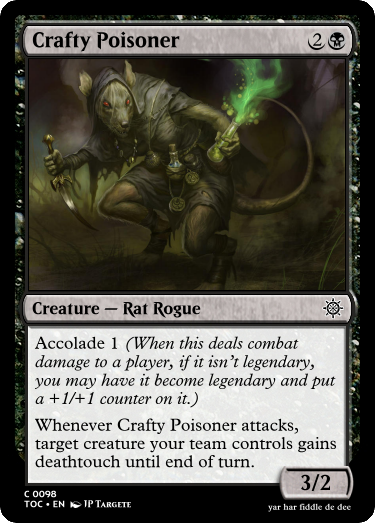 Crafty Poisoner 2
Creature — Rat Rogue
Accolade 1 (When this deals combat
damage to a player, if it isn't legendary,
you may have it become legendary and put
a +1/+1 counter on it.)
Whenever Crafty Poisoner attacks,
target creature your team controls gains
deathtouch until end of turn.
3/2
C 0098
TOC • EN JP Targete
yar har fiddle de dee